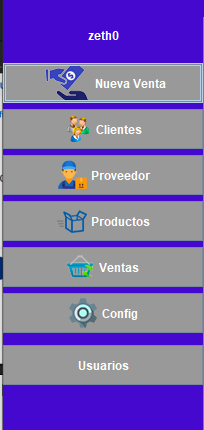 zeth0
Nueva Venta
Clientes
Proveedor
Productos
Ventas
Config
Usuarios